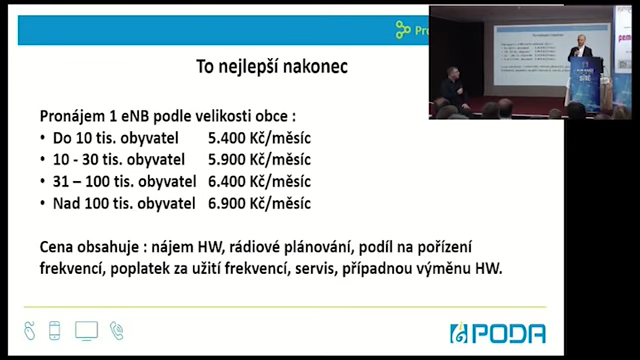 To nejlepší nakonec
Pronájem 1 eNB podle velikosti obce :
• Do 10 tis. obyvatel 5.400 Kč/měsíc
• 10 - 30 tis. obyvatel 5.900 Kč/měsíc
• 31 – 100 tis. obyvatel 6.400 Kč/měsíc
• Nad 100 tis. obyvatel 6.900 Kč/měsíc
Cena obsahuje : nájem HW, rádiové plánování, podíl na pořízení
frekvencí, poplatek za užití frekvencí, servis, případnou výměnu HW.
PODA